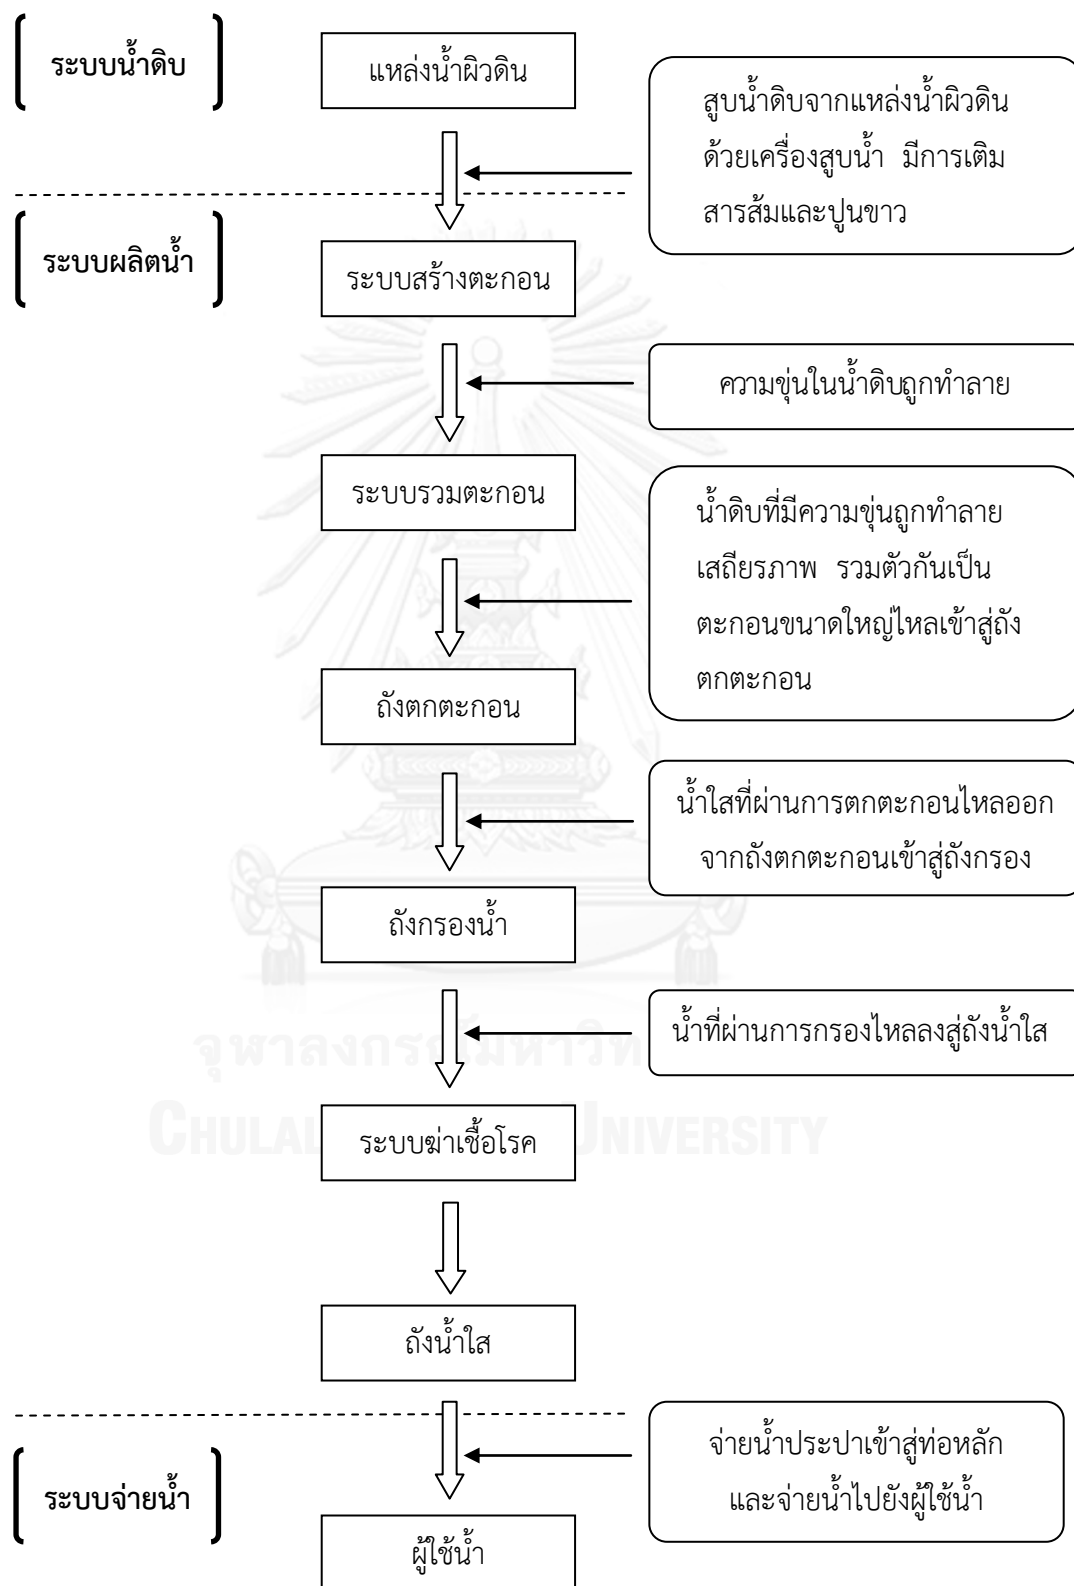 ระบบน้ำดิบ
แหล่งน้ำผิวดิน
สูบน้ำดิบจากแหล่งน้ำผิวดิน
ด้วยเครื่องสูบน้ำ มีการเติม
สารส้มและปูนขาว
ระบบผลิตน้ำ
ระบบสร้างตะกอน
ความขุ่นในน้ำดิบถูกทำลาย
ระบบรวมตะกอน
น้ำดิบที่มีความขุ่นถูกทำลาย
เสถียรภาพ รวมตัวกันเป็น
ตะกอนขนาดใหญ่ไหลเข้าสู่ถัง
ตกตะกอน
ถังตกตะกอน
น้ำใสที่ผ่านการตกตะกอนไหลออก
จากถังตกตะกอนเข้าสู่ถังกรอง
ถังกรองน้ำ
น้ำที่ผ่านการกรองไหลลงสู่ถังน้ำใส
ระบบฆ่าเชื้อโรค
UNIVERSITY
ถังน้ำใส
จ่ายน้ำประปาเข้าสู่ท่อหลัก
และจ่ายน้ำไปยังผู้ใช้น้ำ
ระบบจ่ายน้ำ
ผู้ใช้น้ำ